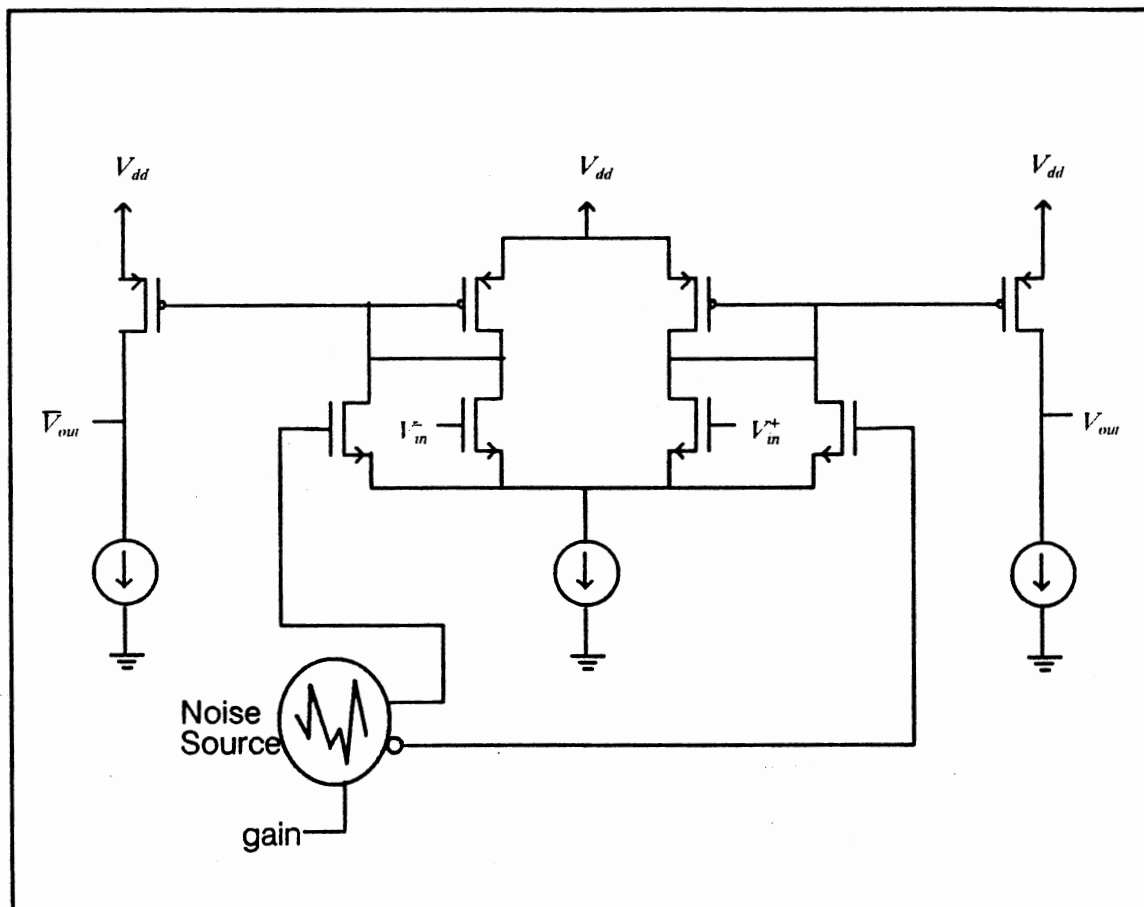 V_dd V_dd V_dd
V̅_out V_in^- V_in^+ V_out
Noise
Source
gain